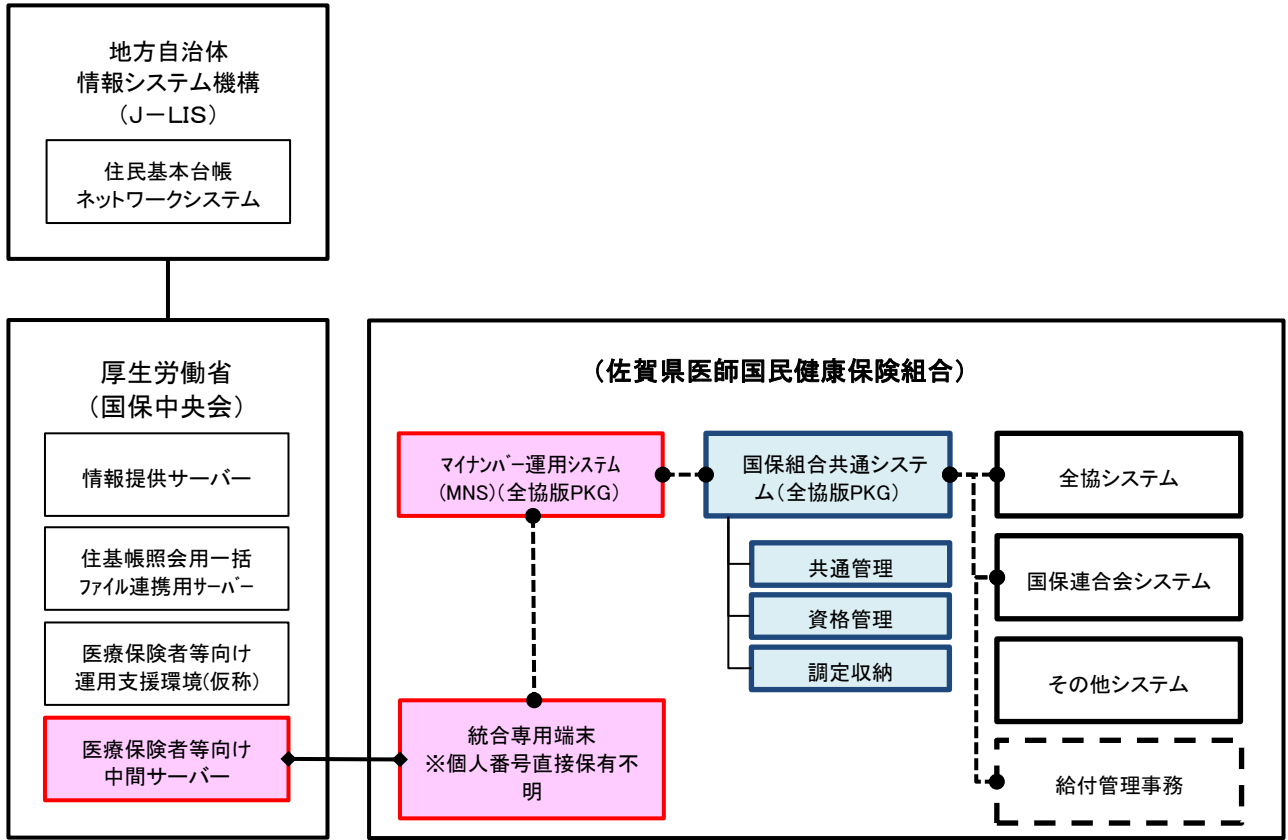 地方自治体
情報システム機構
（J－LIS）
住民基本台帳
ネットワークシステム
厚生労働省
（国保中央会）
情報提供サーバー
住基帳照会用一括
ファイル連携用サーバー
医療保険者等向け
運用支援環境(仮称)
医療保険者等向け
中間サーバー
（佐賀県医師国民健康保険組合）
マイナンバー運用システム
(MNS)(全協版PKG)
国保組合共通システ
ム(全協版PKG)
共通管理
資格管理
調定収納
統合専用端末
※個人番号直接保有不
明
全協システム
国保連合会システム
その他システム
給付管理事務